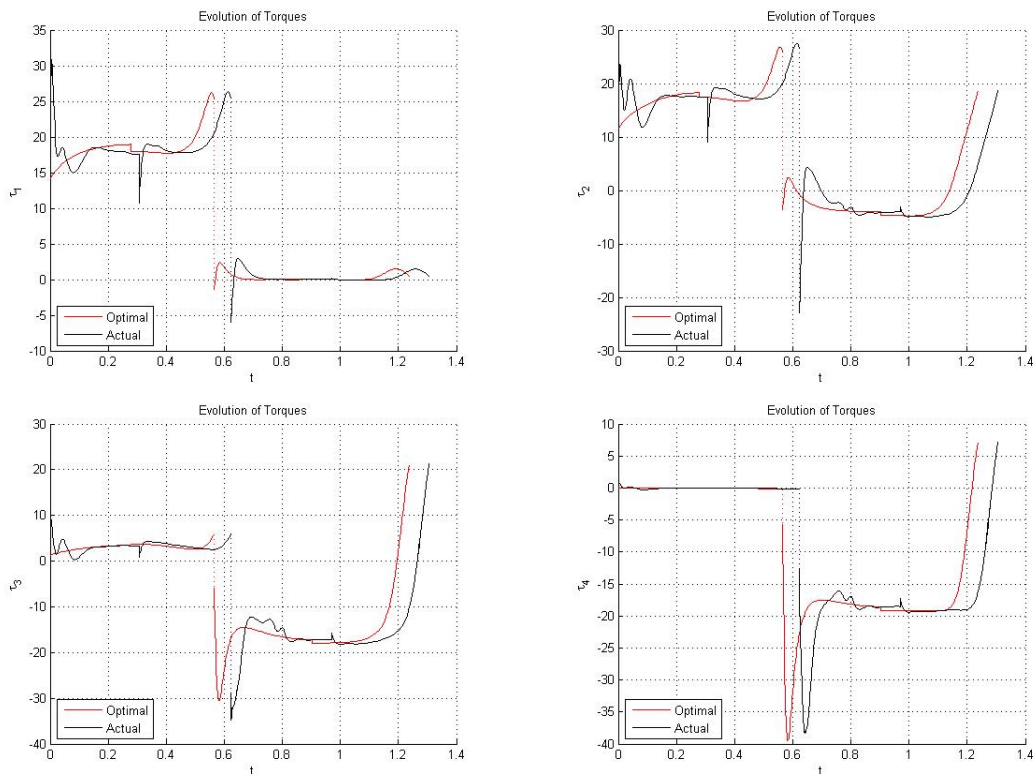 Evolution of Torques
35
30
25
20
15
10
5
0
-5
-10
τ1
0 0.2 0.4 0.6 0.8 1 1.2 1.4
t
Optimal
Actual
Evolution of Torques
30
20
10
0
-10
-20
-30
τ2
0 0.2 0.4 0.6 0.8 1 1.2 1.4
t
Optimal
Actual
Evolution of Torques
30
20
10
0
-10
-20
-30
-40
τ3
0 0.2 0.4 0.6 0.8 1 1.2 1.4
t
Optimal
Actual
Evolution of Torques
10
5
0
-5
-10
-15
-20
-25
-30
-35
-40
τ4
0 0.2 0.4 0.6 0.8 1 1.2 1.4
t
Optimal
Actual